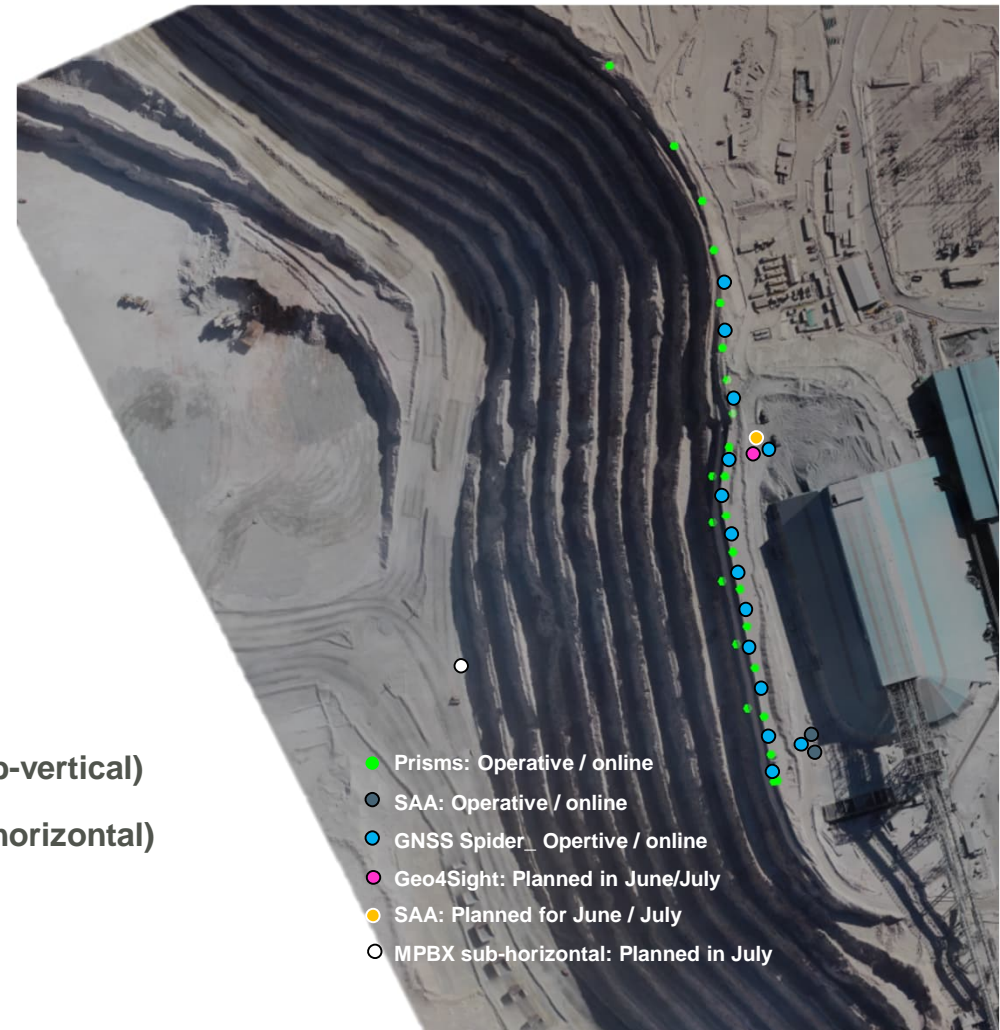 p-vertical)
horizontal)
Prisms: Operative / online
SAA: Operative / online
GNSS Spider_ Opertive / online
Geo4Sight: Planned in June/July
SAA: Planned for June / July
MPBX sub-horizontal: Planned in July